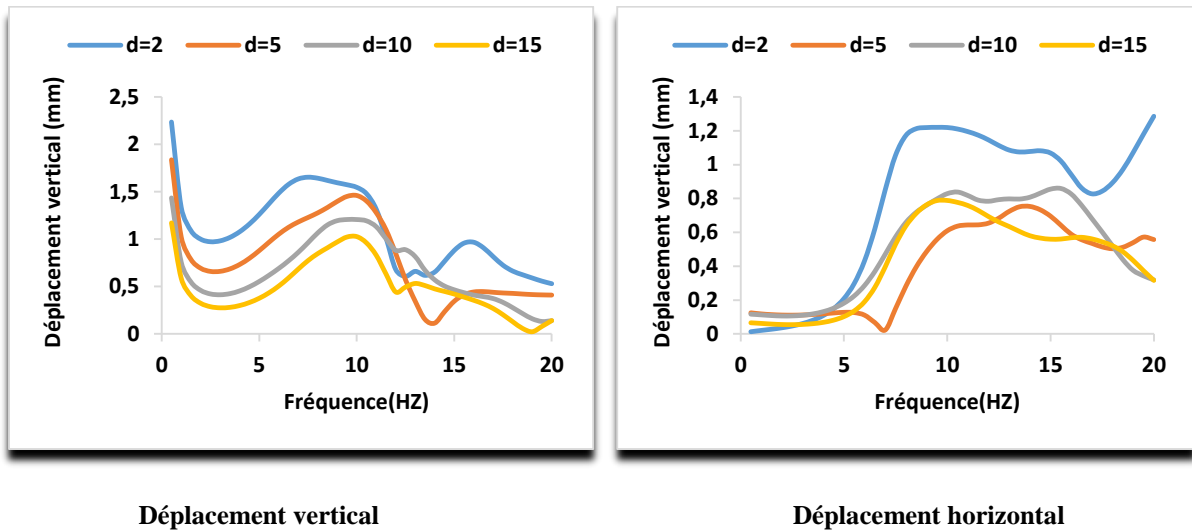 d=2 d=5 d=10 d=15
Déplacement vertical (mm)
2,5
2
1,5
1
0,5
0
0 5 10 15 20
Fréquence(HZ)
d=2 d=5 d=10 d=15
Déplacement vertical (mm)
1,4
1,2
1
0,8
0,6
0,4
0,2
0
0 5 10 15 20
Fréquence(HZ)
Déplacement vertical Déplacement horizontal